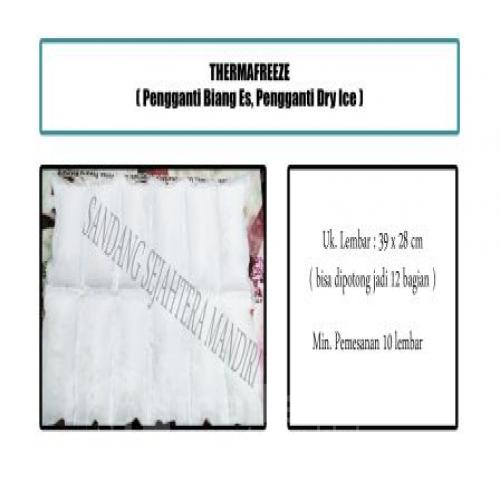 THERMAFREEZE
( Pengganti Biang Es, Pengganti Dry Ice )
SANDANG SEJAHTERA MANDIRI
Uk. Lembar : 39 x 28 cm
( bisa dipotong jadi 12 bagian )
Min. Pemesanan 10 lembar